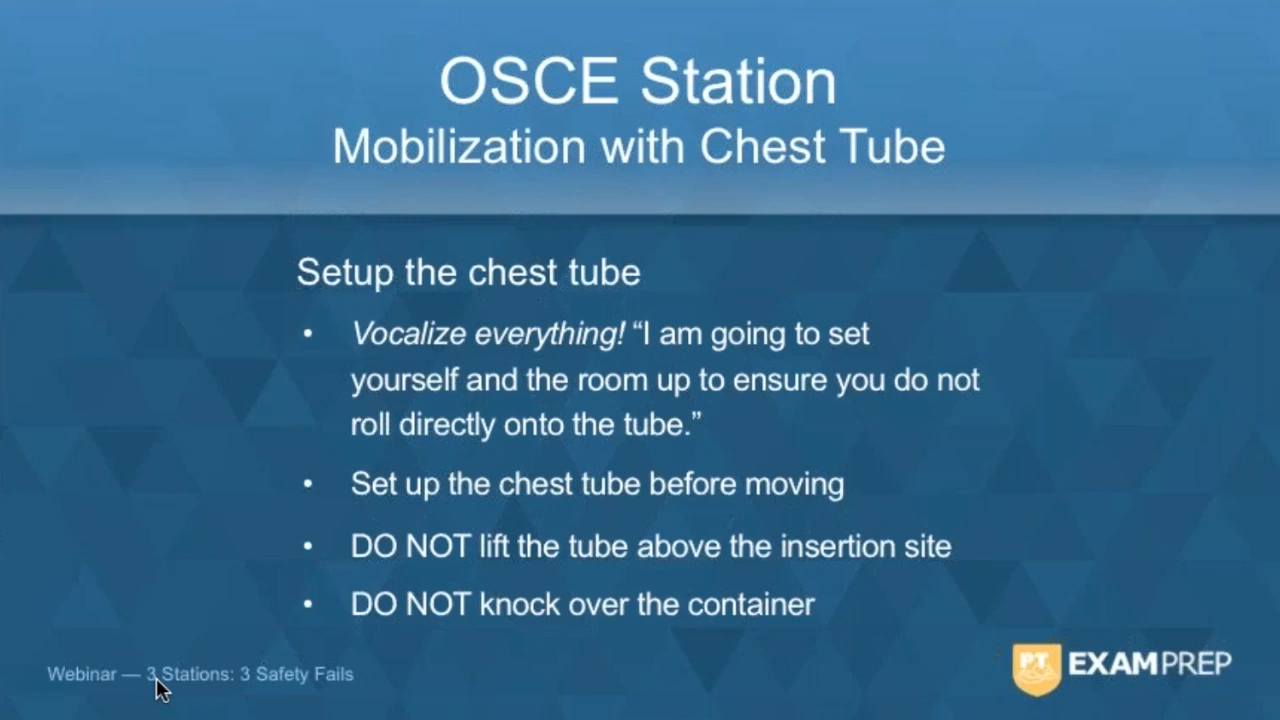 OSCE Station
Mobilization with Chest Tube
Setup the chest tube
• Vocalize everything! “I am going to set
yourself and the room up to ensure you do not
roll directly onto the tube.”
• Set up the chest tube before moving
• DO NOT lift the tube above the insertion site
• DO NOT knock over the container
Webinar — 3 Stations: 3 Safety Fails
PT EXAMPREP